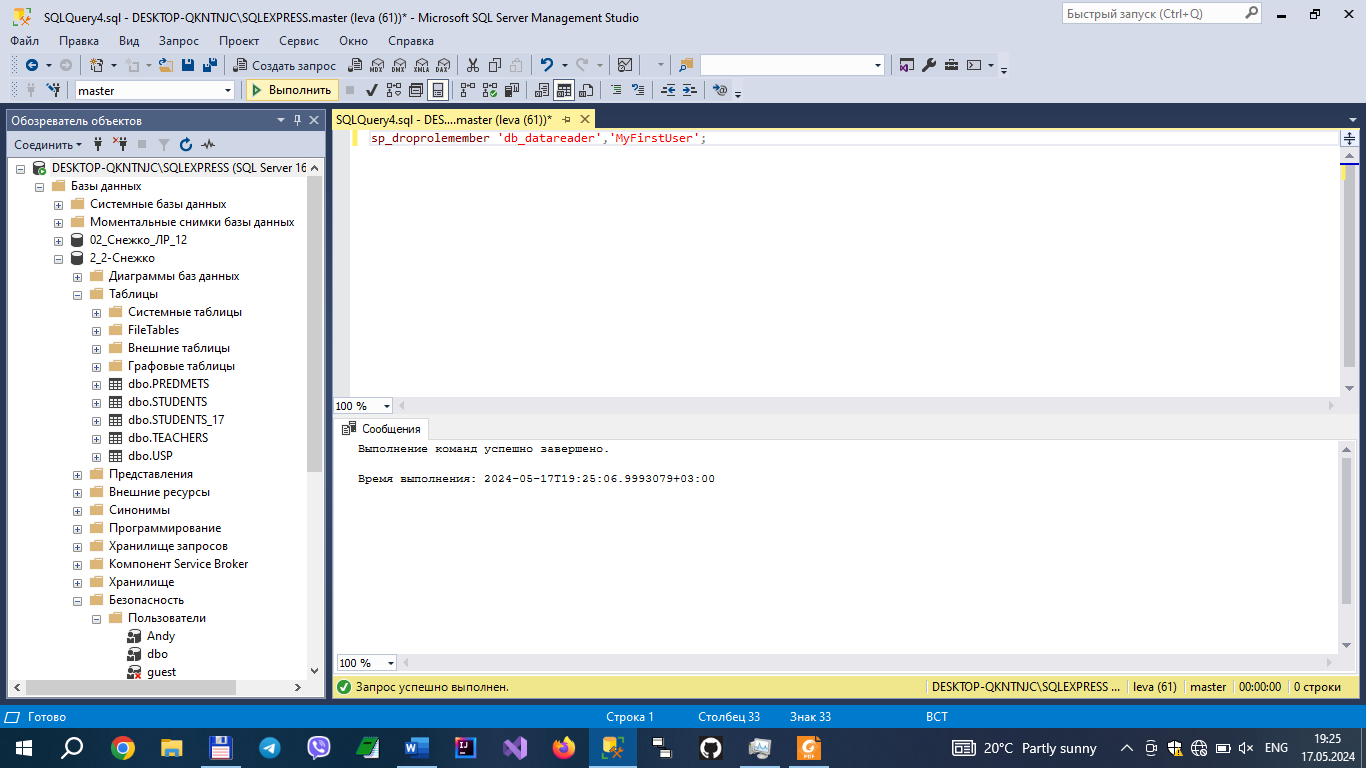 SQLQuery4.sql - DESKTOP-QKNTNJC\SQLEXPRESS.master (leva (61))* - Microsoft SQL Server Management Studio
Быстрый запуск (Ctrl+Q)
Файл Правка Вид Запрос Проект Сервис Окно Справка
Создать запрос MDX DMX XMLA DAX
master Выполнить
Обозреватель объектов
SQLQuery4.sql - DES....master (leva (61))*
Соединить
sp_droprolemember 'db_datareader','MyFirstUser';
DESKTOP-QKNTNJC\SQLEXPRESS (SQL Server 16
Базы данных
Системные базы данных
Моментальные снимки базы данных
02_Снежко_ЛР_12
2_2-Снежко
Диаграммы баз данных
Таблицы
Системные таблицы
FileTables
Внешние таблицы
Графовые таблицы
dbo.PREDMETS
dbo.STUDENTS
dbo.STUDENTS_17
dbo.TEACHERS
dbo.USP
Представления
Внешние ресурсы
Синонимы
Программирование
Хранилище запросов
Компонент Service Broker
Хранилище
Безопасность
Пользователи
Andy
dbo
guest
100 %
Сообщения
Выполнение команд успешно завершено.
Время выполнения: 2024-05-17T19:25:06.9993079+03:00
100 %
Запрос успешно выполнен. DESKTOP-QKNTNJC\SQLEXPRESS ... leva (61) master 00:00:00 0 строки
Готово Строка 1 Столбец 33 Знак 33 ВСТ
20°C Partly sunny ENG 19:25
17.05.2024